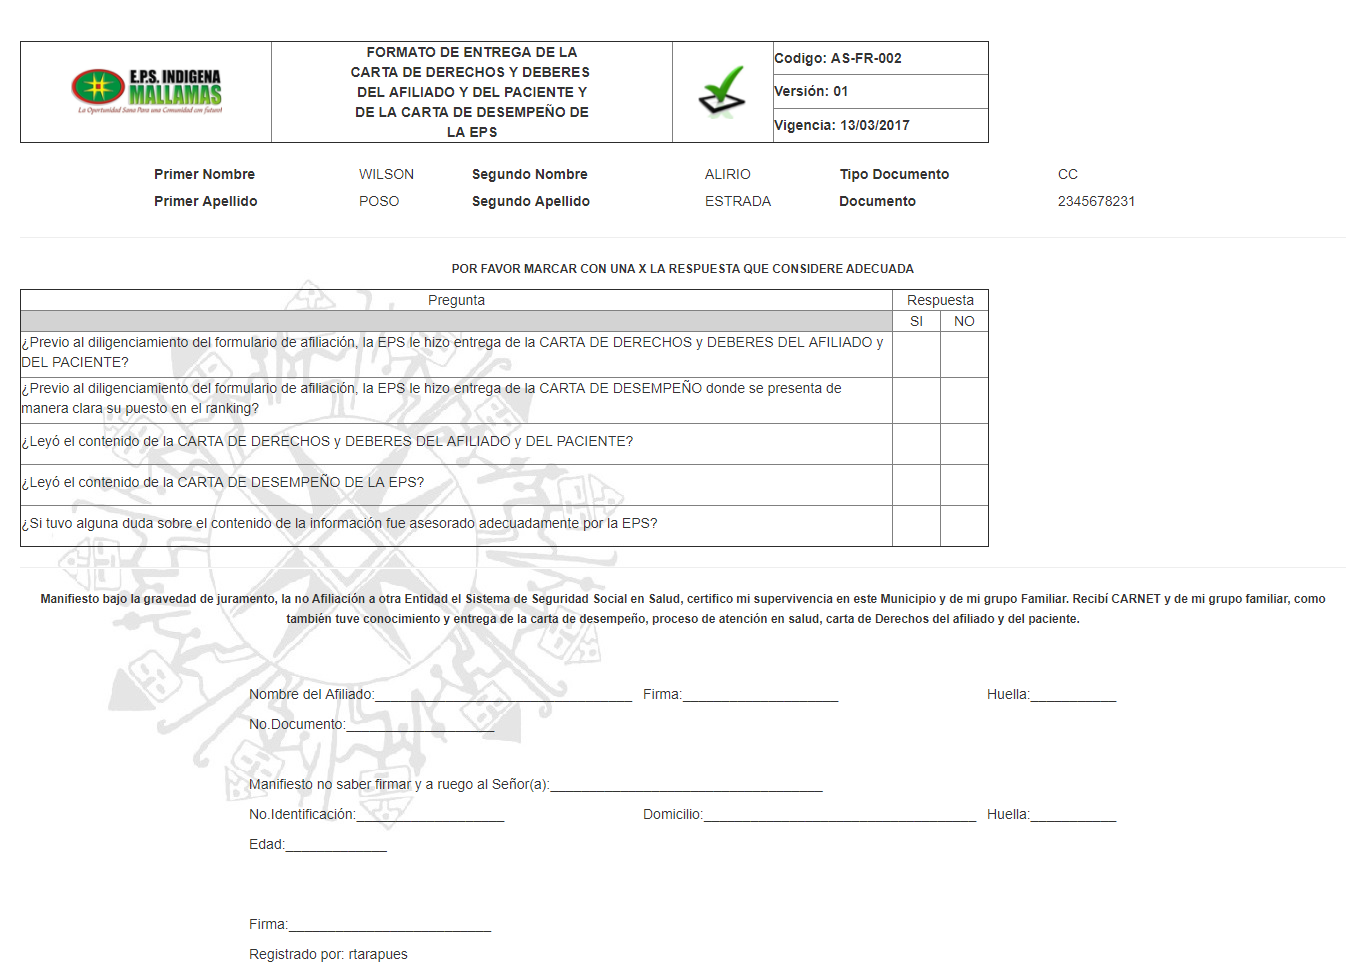 E.P.S. INDIGENA
MALLAMAS
La Oportunidad Sana Para una Comunidad con futuro!
FORMATO DE ENTREGA DE LA
CARTA DE DERECHOS Y DEBERES
DEL AFILIADO Y DEL PACIENTE Y
DE LA CARTA DE DESEMPEÑO DE
LA EPS
Codigo: AS-FR-002
Versión: 01
Vigencia: 13/03/2017
Primer Nombre WILSON Segundo Nombre ALIRIO Tipo Documento CC
Primer Apellido POSO Segundo Apellido ESTRADA Documento 2345678231
POR FAVOR MARCAR CON UNA X LA RESPUESTA QUE CONSIDERE ADECUADA
Pregunta Respuesta
SI NO
¿Previo al diligenciamiento del formulario de afiliación, la EPS le hizo entrega de la CARTA DE DERECHOS y DEBERES DEL AFILIADO y
DEL PACIENTE?
¿Previo al diligenciamiento del formulario de afiliación, la EPS le hizo entrega de la CARTA DE DESEMPEÑO donde se presenta de
manera clara su puesto en el ranking?
¿Leyó el contenido de la CARTA DE DERECHOS y DEBERES DEL AFILIADO y DEL PACIENTE?
¿Leyó el contenido de la CARTA DE DESEMPEÑO DE LA EPS?
¿Si tuvo alguna duda sobre el contenido de la información fue asesorado adecuadamente por la EPS?
Manifiesto bajo la gravedad de juramento, la no Afiliación a otra Entidad el Sistema de Seguridad Social en Salud, certifico mi supervivencia en este Municipio y de mi grupo Familiar. Recibí CARNET y de mi grupo familiar, como
también tuve conocimiento y entrega de la carta de desempeño, proceso de atención en salud, carta de Derechos del afiliado y del paciente.
Nombre del Afiliado:_________________________________ Firma:____________________ Huella:___________
No.Documento:___________________
Manifiesto no saber firmar y a ruego al Señor(a):___________________________________
No.Identificación:___________________ Domicilio:___________________________________ Huella:___________
Edad:_____________
Firma:__________________________
Registrado por: rtarapues